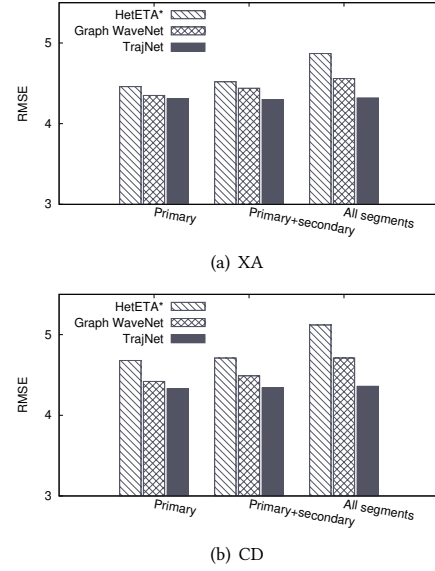 HetETA*
Graph WaveNet
TrajNet
5
4
3
RMSE
Primary
Primary+secondary
All segments
(a) XA
HetETA*
Graph WaveNet
TrajNet
5
4
3
RMSE
Primary
Primary+secondary
All segments
(b) CD